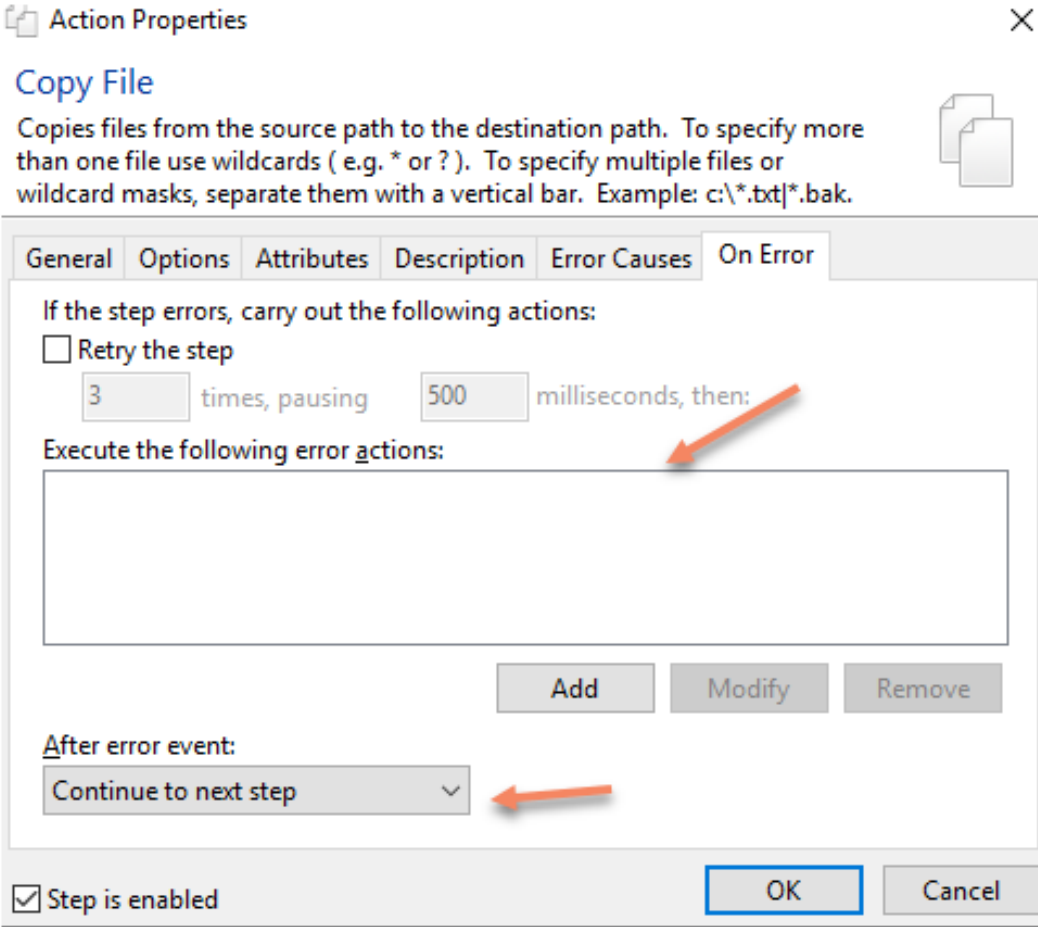 Action Properties
Copy File
Copies files from the source path to the destination path.  To specify more
than one file use wildcards ( e.g. * or ? ).  To specify multiple files or
wildcard masks, separate them with a vertical bar.  Example: c:\*.txt|*.bak.
General Options Attributes Description Error Causes On Error
If the step errors, carry out the following actions:
Retry the step
3 times, pausing 500 milliseconds, then:
Execute the following error actions:
Add Modify Remove
After error event:
Continue to next step
Step is enabled OK Cancel